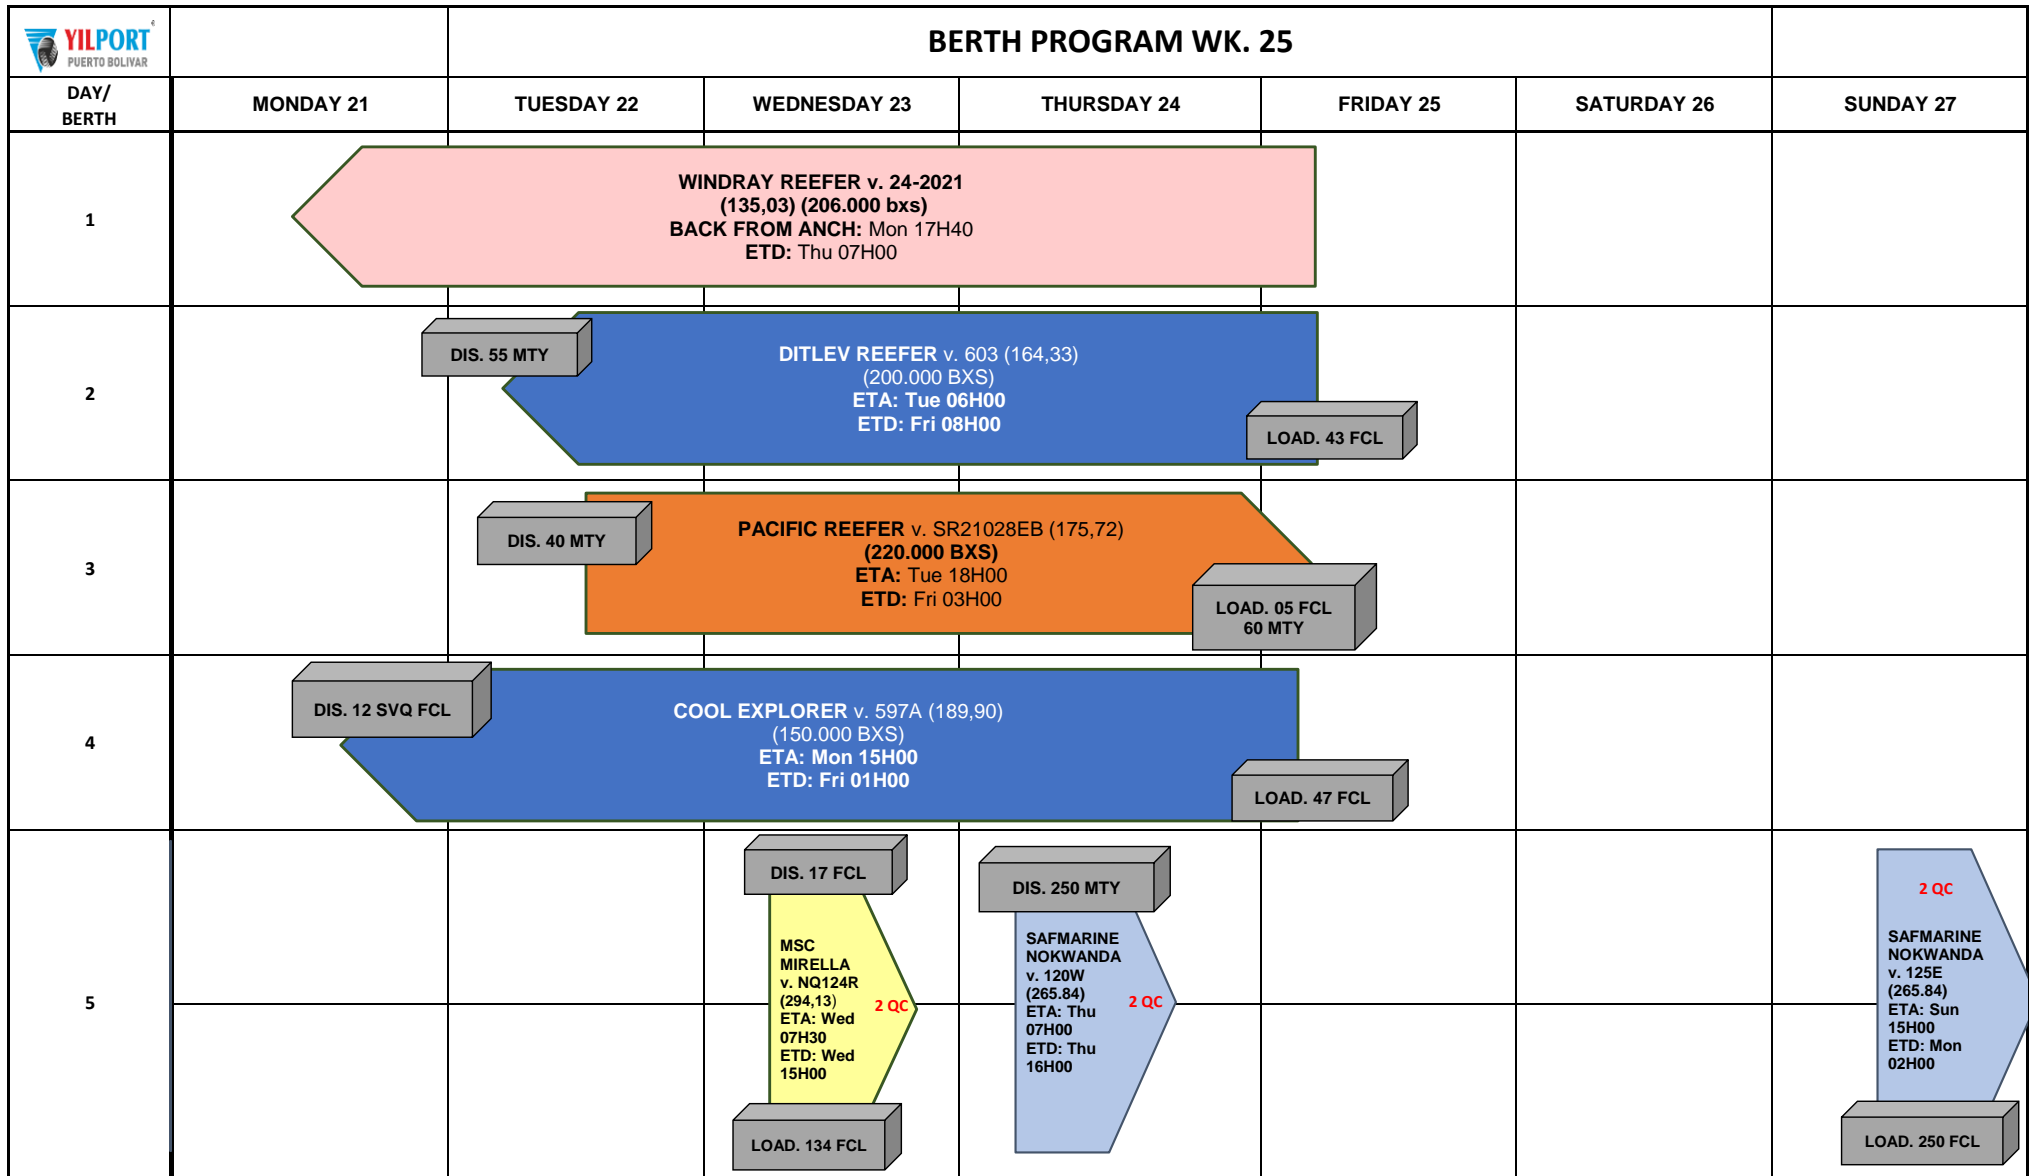 YILPORT
PUERTO BOLIVAR
BERTH PROGRAM WK. 25
DAY/
BERTH
MONDAY 21
TUESDAY 22
WEDNESDAY 23
THURSDAY 24
FRIDAY 25
SATURDAY 26
SUNDAY 27
1
WINDRAY REEFER v. 24-2021
(135,03) (206.000 bxs)
BACK FROM ANCH: Mon 17H40
ETD: Thu 07H00
2
DIS. 55 MTY
DITLEV REEFER v. 603 (164,33)
(200.000 BXS)
ETA: Tue 06H00
ETD: Fri 08H00
LOAD. 43 FCL
3
DIS. 40 MTY
PACIFIC REEFER v. SR21028EB (175,72)
(220.000 BXS)
ETA: Tue 18H00
ETD: Fri 03H00
LOAD. 05 FCL
60 MTY
4
DIS. 12 SVQ FCL
COOL EXPLORER v. 597A (189,90)
(150.000 BXS)
ETA: Mon 15H00
ETD: Fri 01H00
LOAD. 47 FCL
5
DIS. 17 FCL
MSC
MIRELLA
v. NQ124R
(294,13)
ETA: Wed
07H30
ETD: Wed
15H00
2 QC
LOAD. 134 FCL
DIS. 250 MTY
SAFMARINE
NOKWANDA
v. 120W
(265.84)
ETA: Thu
07H00
ETD: Thu
16H00
2 QC
2 QC
SAFMARINE
NOKWANDA
v. 125E
(265.84)
ETA: Sun
15H00
ETD: Mon
02H00
LOAD. 250 FCL